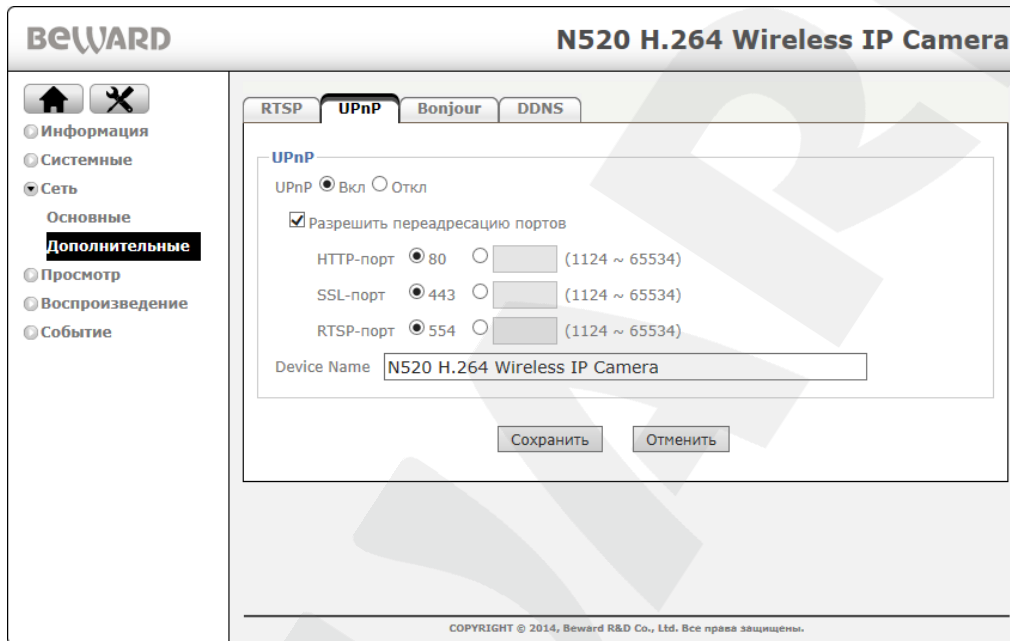 BEWARD
N520 H.264 Wireless IP Camera
Информация
Системные
Сеть
Основные
Дополнительные
Просмотр
Воспроизведение
Событие
RTSP UPnP Bonjour DDNS
UPnP
UPnP Вкл Откл
Разрешить переадресацию портов
HTTP-порт 80 (1124 ~ 65534)
SSL-порт 443 (1124 ~ 65534)
RTSP-порт 554 (1124 ~ 65534)
Device Name N520 H.264 Wireless IP Camera
Сохранить Отменить
COPYRIGHT © 2014, Beward R&D Co., Ltd. Все права защищены.